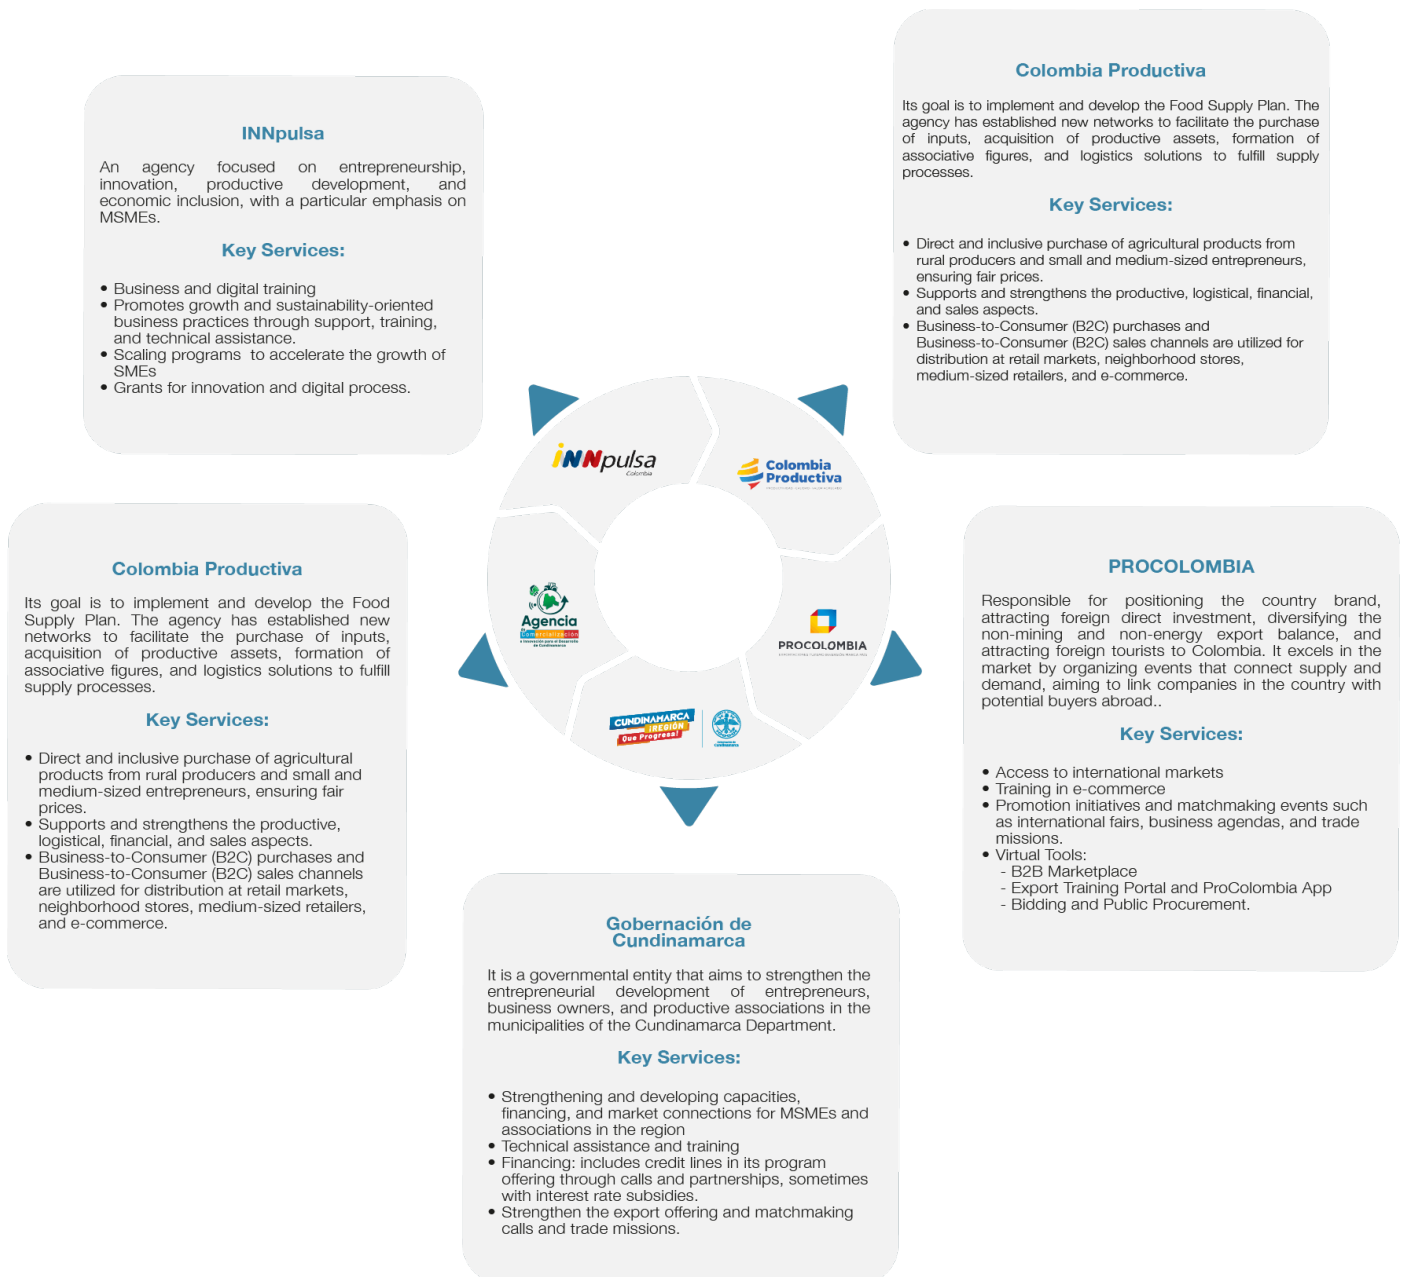 INNpulsa
An agency focused on entrepreneurship,
innovation, productive development, and
economic inclusion, with a particular emphasis on
MSMEs.
Key Services:
• Business and digital training
• Promotes growth and sustainability-oriented
business practices through support, training,
and technical assistance.
• Scaling programs to accelerate the growth of
SMEs
• Grants for innovation and digital process.
Colombia Productiva
Its goal is to implement and develop the Food Supply Plan. The
agency has established new networks to facilitate the purchase
of inputs, acquisition of productive assets, formation of
associative figures, and logistics solutions to fulfill supply
processes.
Key Services:
• Direct and inclusive purchase of agricultural products from
rural producers and small and medium-sized entrepreneurs,
ensuring fair prices.
• Supports and strengthens the productive, logistical, financial,
and sales aspects.
• Business-to-Consumer (B2C) purchases and
Business-to-Consumer (B2C) sales channels are utilized for
distribution at retail markets, neighborhood stores,
medium-sized retailers, and e-commerce.
iNNpulsa
Colombia
Colombia
Productiva
Agencia
de Comercialización
e Innovación para el Desarrollo
de Cundinamarca
PROCOLOMBIA
CUNDINAMARCA
¡REGIÓN
Que Progresa!
Cundinamarca
Colombia Productiva
Its goal is to implement and develop the Food
Supply Plan. The agency has established new
networks to facilitate the purchase of inputs,
acquisition of productive assets, formation of
associative figures, and logistics solutions to fulfill
supply processes.
Key Services:
• Direct and inclusive purchase of agricultural
products from rural producers and small and
medium-sized entrepreneurs, ensuring fair
prices.
• Supports and strengthens the productive,
logistical, financial, and sales aspects.
• Business-to-Consumer (B2C) purchases and
Business-to-Consumer (B2C) sales channels
are utilized for distribution at retail markets,
neighborhood stores, medium-sized retailers,
and e-commerce.
PROCOLOMBIA
Responsible for positioning the country brand,
attracting foreign direct investment, diversifying the
non-mining and non-energy export balance, and
attracting foreign tourists to Colombia. It excels in the
market by organizing events that connect supply and
demand, aiming to link companies in the country with
potential buyers abroad..
Key Services:
• Access to international markets
• Training in e-commerce
• Promotion initiatives and matchmaking events such
as international fairs, business agendas, and trade
missions.
• Virtual Tools:
- B2B Marketplace
- Export Training Portal and ProColombia App
- Bidding and Public Procurement.
Gobernación de
Cundinamarca
It is a governmental entity that aims to strengthen the
entrepreneurial development of entrepreneurs,
business owners, and productive associations in the
municipalities of the Cundinamarca Department.
Key Services:
• Strengthening and developing capacities,
financing, and market connections for MSMEs and
associations in the region
• Technical assistance and training
• Financing: includes credit lines in its program
offering through calls and partnerships, sometimes
with interest rate subsidies.
• Strengthen the export offering and matchmaking
calls and trade missions.